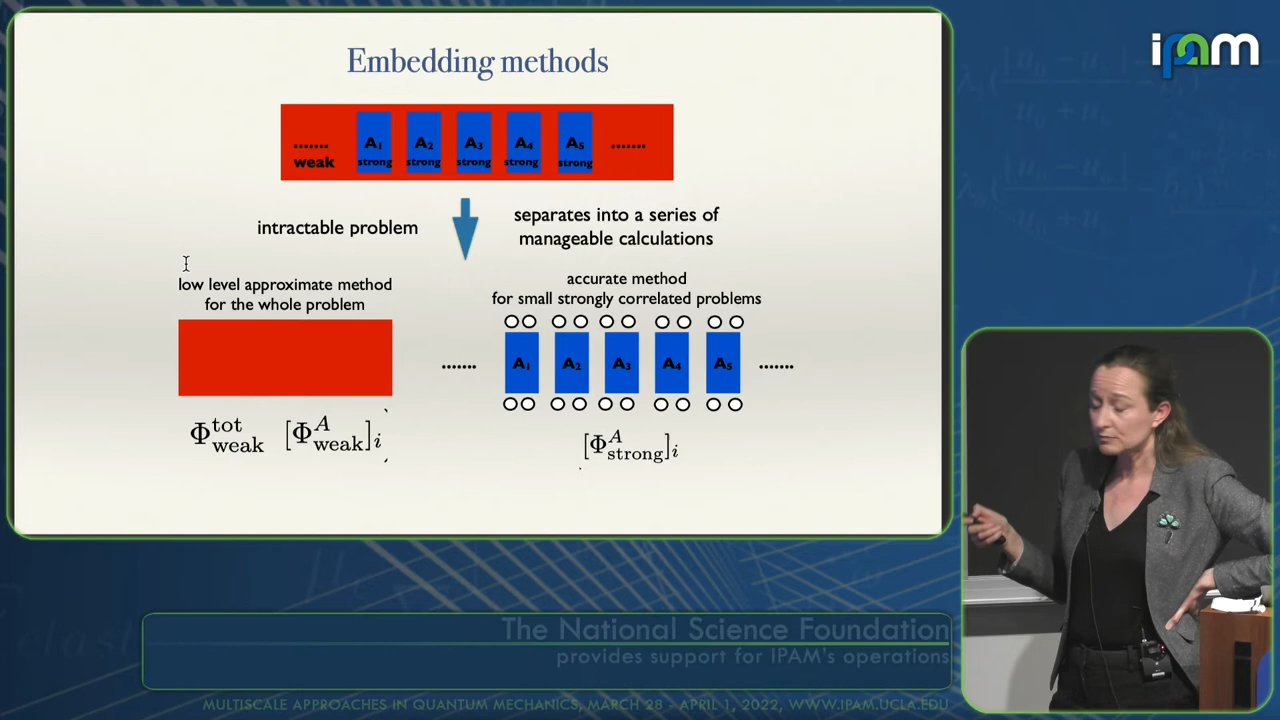 Embedding methods
ipam
....... A1 A2 A3 A4 A5 .......
weak strong strong strong strong strong
intractable problem
separates into a series of
manageable calculations
low level approximate method
for the whole problem
accurate method
for small strongly correlated problems
....... A1 A2 A3 A4 A5 .......
Φ^tot_weak [Φ^A_weak]_i
[Φ^A_strong]_i
The National Science Foundation
provides support for IPAM's operations
MULTISCALE APPROACHES IN QUANTUM MECHANICS, MARCH 28 - APRIL 1, 2022, WWW.IPAM.UCLA.EDU